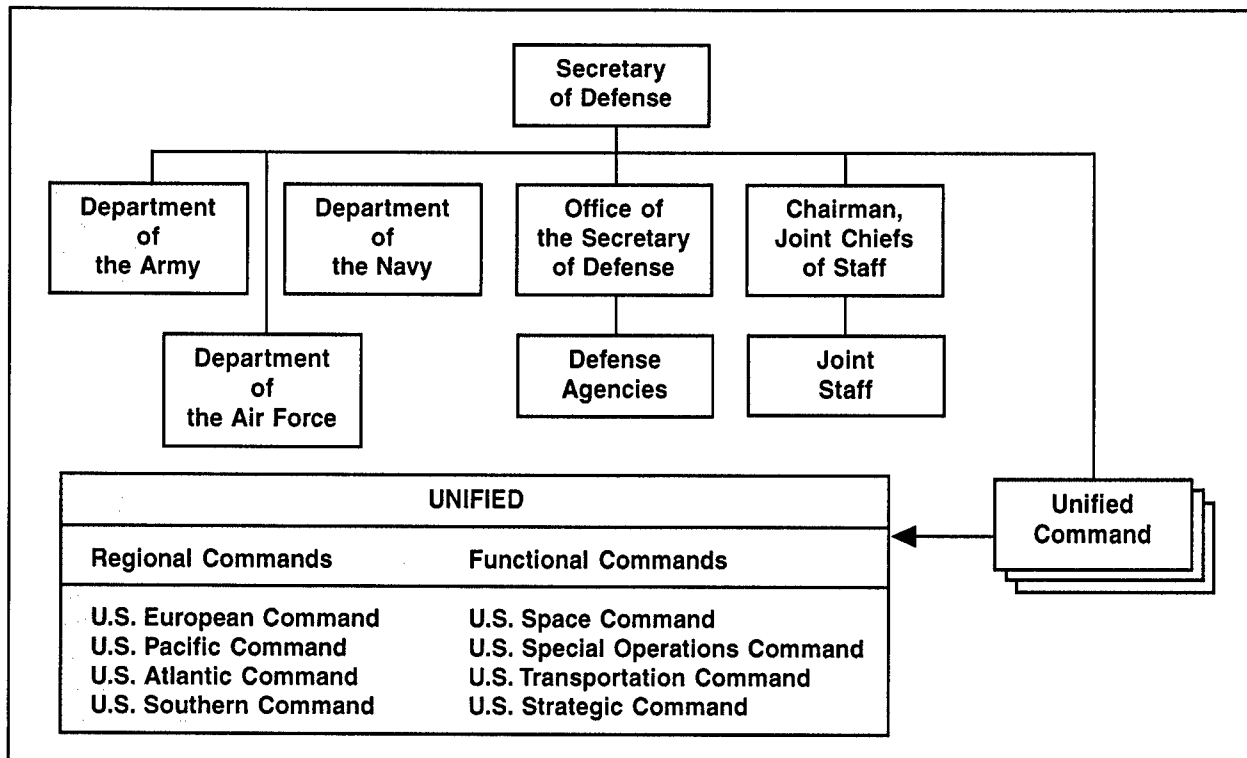 Secretary
of Defense
Department
of
the Army
Department
of
the Navy
Office of
the Secretary
of Defense
Chairman,
Joint Chiefs
of Staff
Department
of
the Air Force
Defense
Agencies
Joint
Staff
Unified
Command
UNIFIED
Regional Commands
Functional Commands
U.S. European Command
U.S. Pacific Command
U.S. Atlantic Command
U.S. Southern Command
U.S. Space Command
U.S. Special Operations Command
U.S. Transportation Command
U.S. Strategic Command